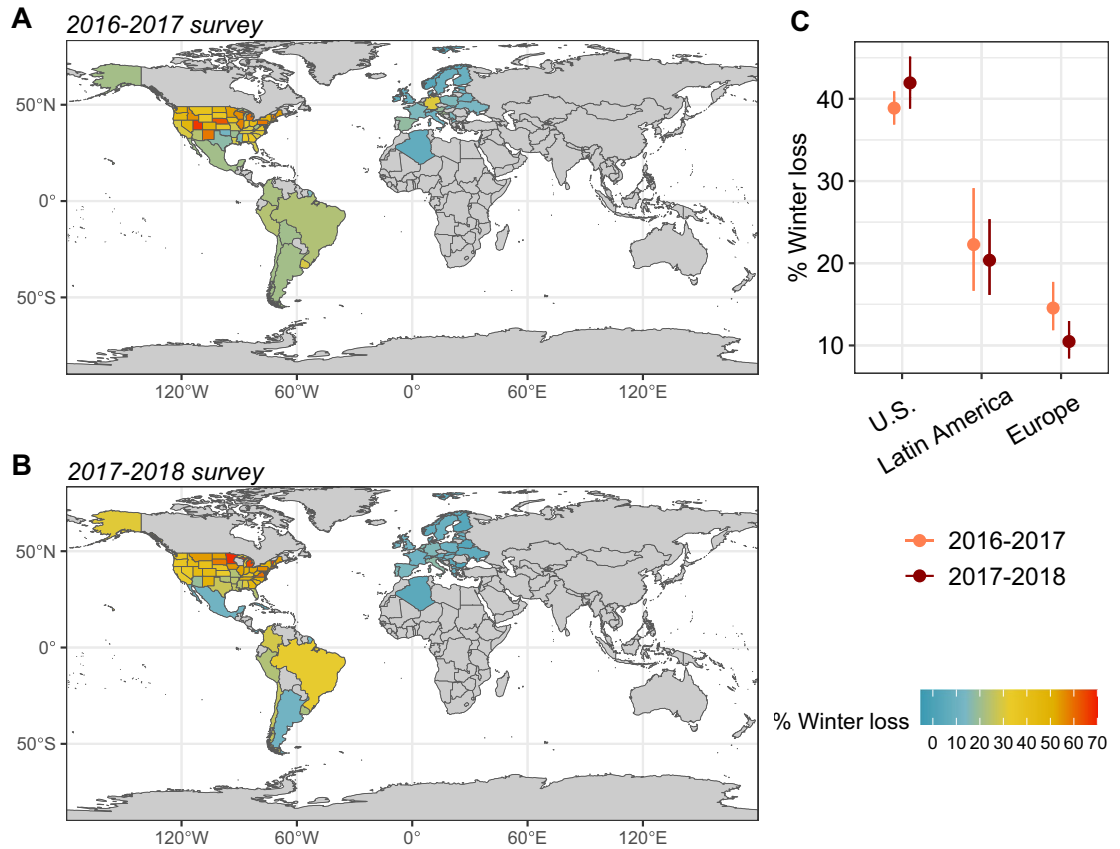 A
2016-2017 survey
50°N
0°
50°S
120°W
60°W
0°
60°E
120°E
B
2017-2018 survey
50°N
0°
50°S
120°W
60°W
0°
60°E
120°E
C
% Winter loss
40
30
20
10
U.S.
Latin America
Europe
2016-2017
2017-2018
% Winter loss
0 10 20 30 40 50 60 70